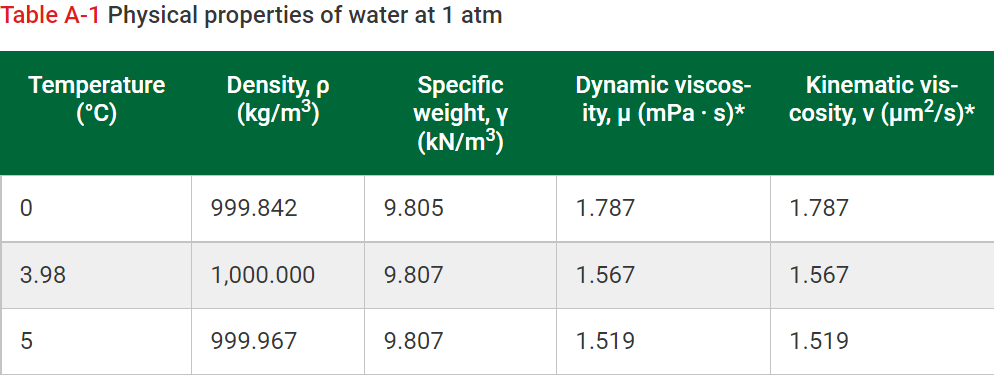 Table A-1 Physical properties of water at 1 atm
Temperature (°C) Density, ρ (kg/m³) Specific weight, γ (kN/m³) Dynamic viscos-ity, μ (mPa · s)* Kinematic vis-cosity, ν (μm²/s)*
0 999.842 9.805 1.787 1.787
3.98 1,000.000 9.807 1.567 1.567
5 999.967 9.807 1.519 1.519